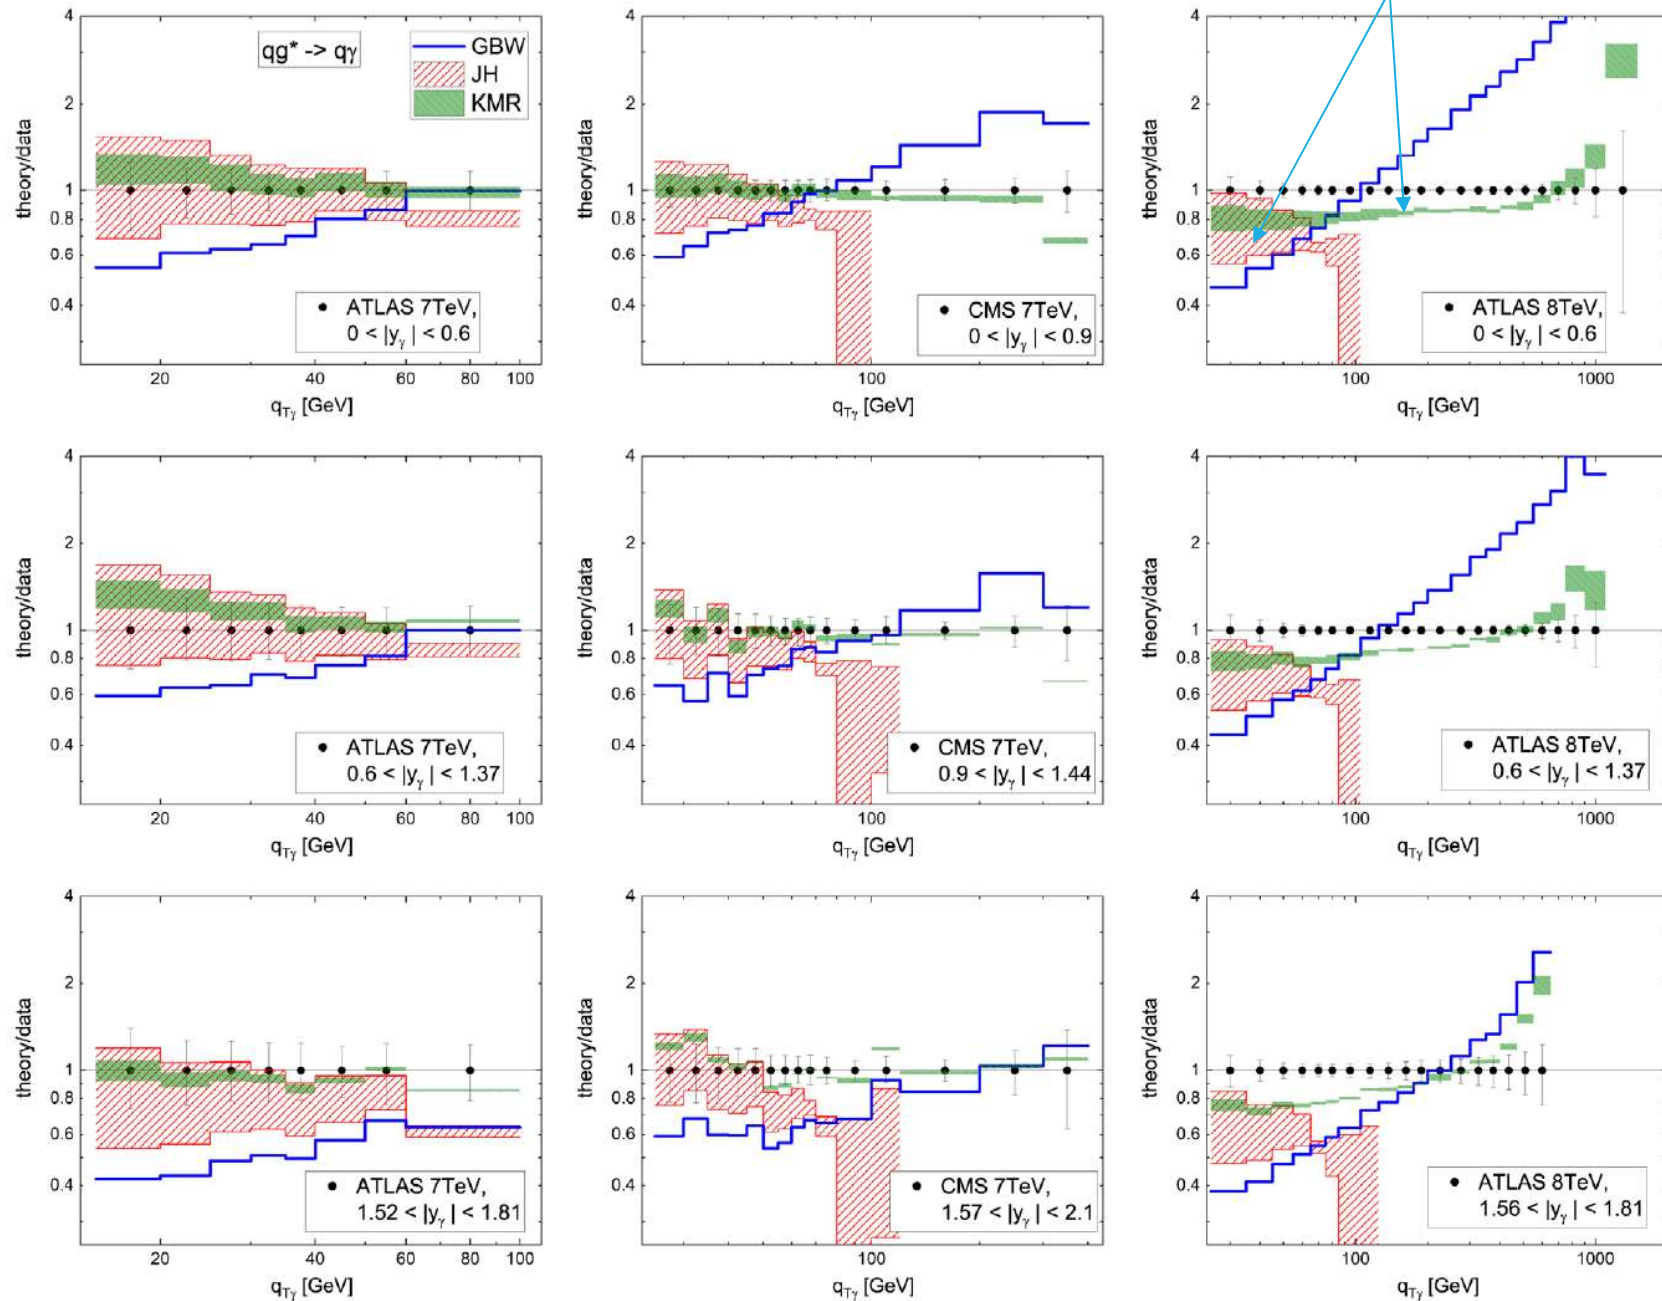 qg* -> qγ
GBW
JH
KMR
theory/data
4
2
1
0.8
0.6
0.4
ATLAS 7TeV,
0 < |yγ| < 0.6
20 40 60 80 100
qTγ [GeV]
theory/data
4
2
1
0.8
0.6
0.4
CMS 7TeV,
0 < |yγ| < 0.9
100
qTγ [GeV]
theory/data
4
2
1
0.8
0.6
0.4
ATLAS 8TeV,
0 < |yγ| < 0.6
100 1000
qTγ [GeV]
theory/data
4
2
1
0.8
0.6
0.4
ATLAS 7TeV,
0.6 < |yγ| < 1.37
20 40 60 80 100
qTγ [GeV]
theory/data
4
2
1
0.8
0.6
0.4
CMS 7TeV,
0.9 < |yγ| < 1.44
100
qTγ [GeV]
theory/data
4
2
1
0.8
0.6
0.4
ATLAS 8TeV,
0.6 < |yγ| < 1.37
100 1000
qTγ [GeV]
theory/data
4
2
1
0.8
0.6
0.4
ATLAS 7TeV,
1.52 < |yγ| < 1.81
20 40 60 80 100
qTγ [GeV]
theory/data
4
2
1
0.8
0.6
0.4
CMS 7TeV,
1.57 < |yγ| < 2.1
100
qTγ [GeV]
theory/data
4
2
1
0.8
0.6
0.4
ATLAS 8TeV,
1.56 < |yγ| < 1.81
100 1000
qTγ [GeV]